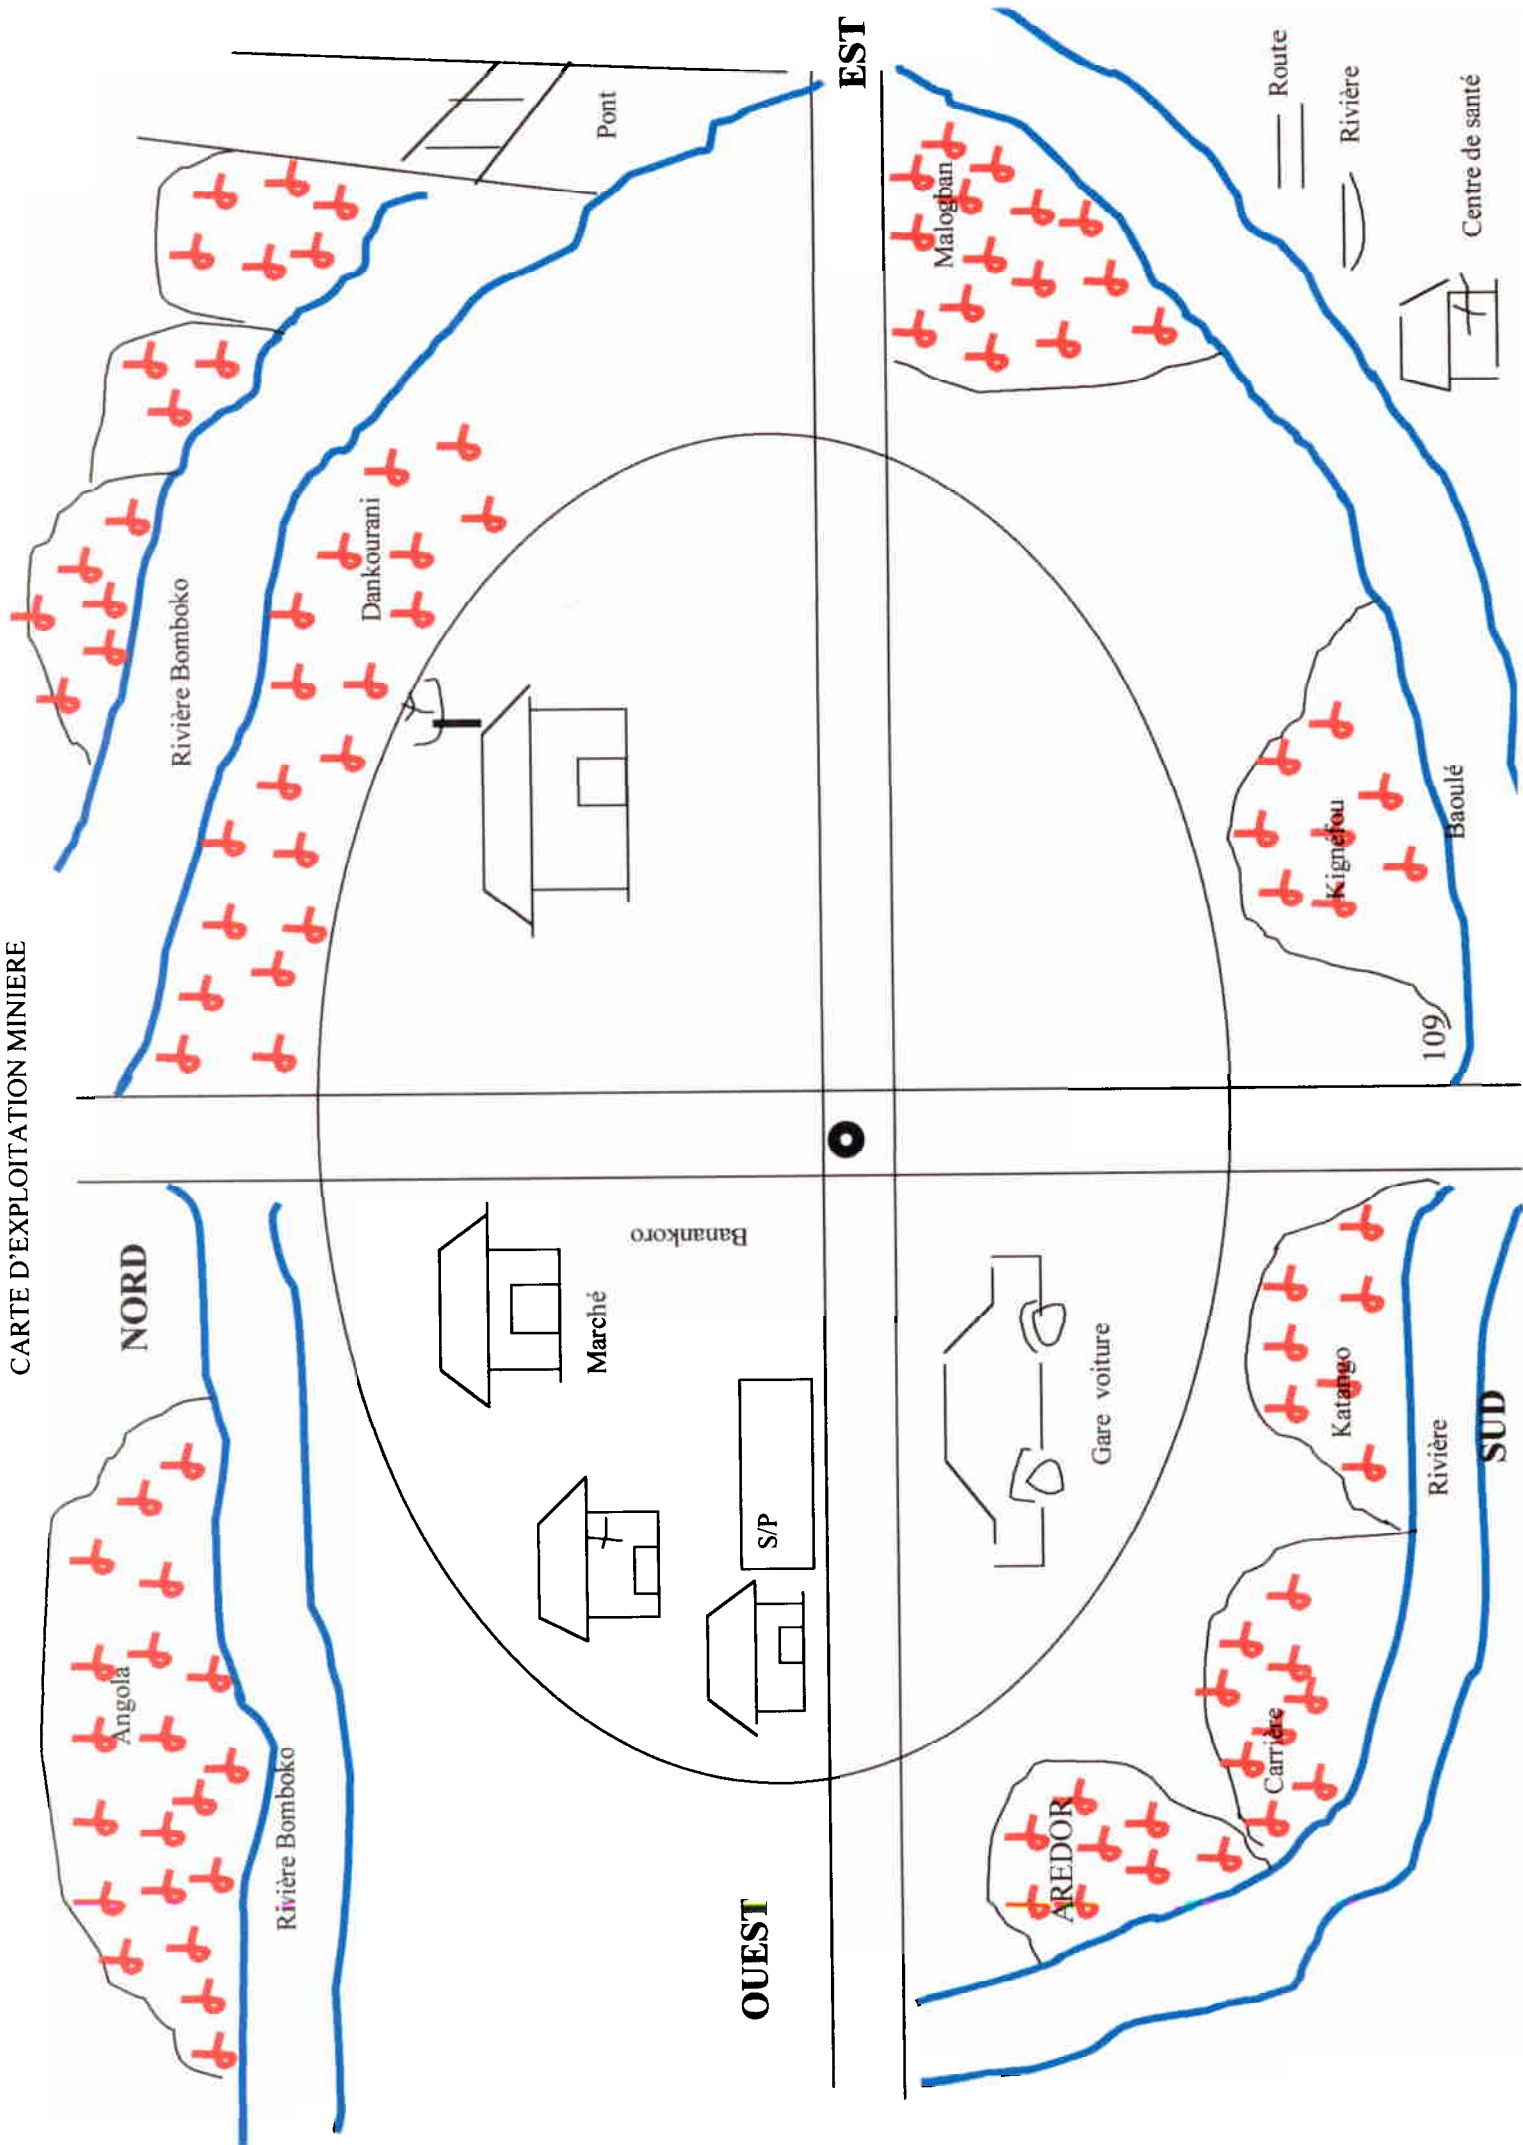 CARTE D'EXPLOITATION MINIERE
NORD
Angola
Rivière Bomboko
Rivière Bomboko
Dankourani
Pont
Marché
Banankoro
S/P
OUEST
EST
Gare voiture
AREDOR
Carrière
Katango
Rivière
SUD
Malogban
Kignéfou
Baoulé
109
Route
Rivière
Centre de santé